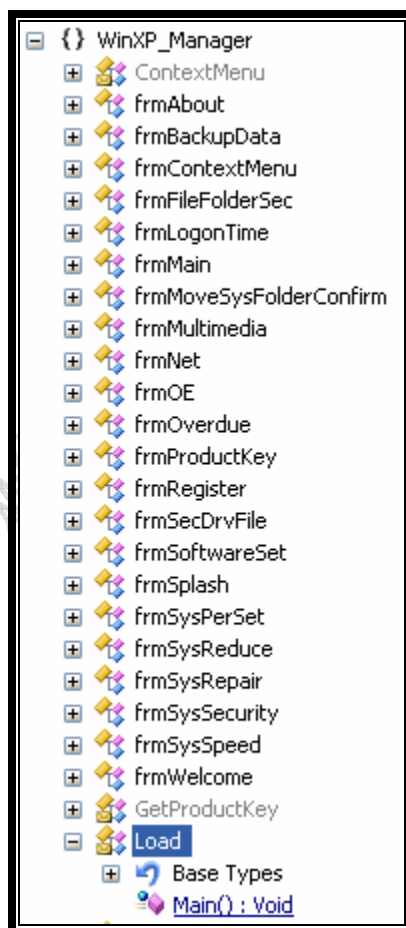 {} WinXP_Manager
ContextMenu
frmAbout
frmBackupData
frmContextMenu
frmFileFolderSec
frmLogonTime
frmMain
frmMoveSysFolderConfirm
frmMultimedia
frmNet
frmOE
frmOverdue
frmProductKey
frmRegister
frmSecDrvFile
frmSoftwareSet
frmSplash
frmSysPerSet
frmSysReduce
frmSysRepair
frmSysSecurity
frmSysSpeed
frmWelcome
GetProductKey
Load
Base Types
Main() : Void